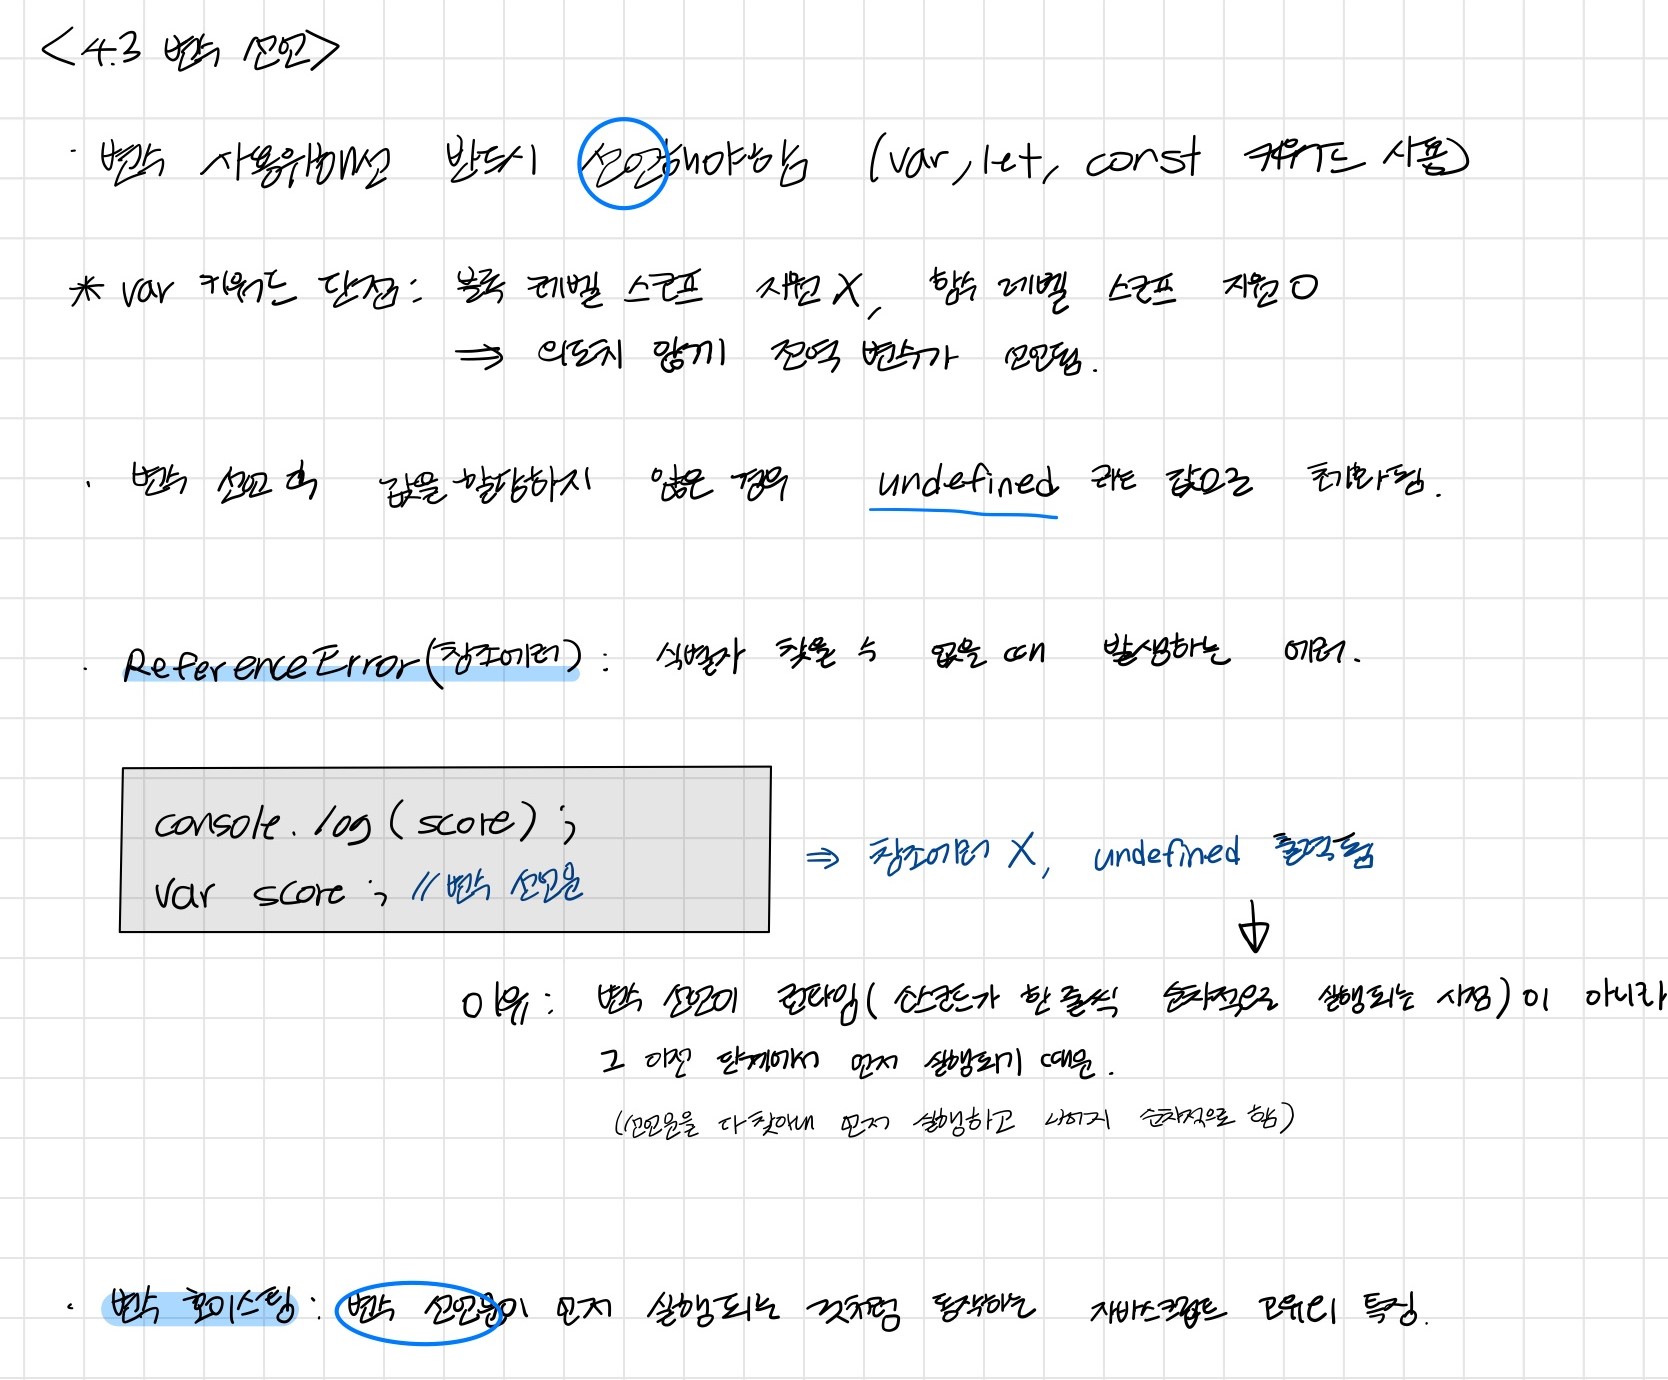 <4.3 변수 선언>
· 변수 사용위해선 반드시 선언해야함 (var, let, const 키워드 사용)
* var 키워드 단점: 블록 레벨 스코프 지원 X, 함수 레벨 스코프 지원 O
⇒ 의도치 않게 전역 변수가 선언됨.
· 변수 선언 후 값을 할당하지 않은 경우 undefined 라는 값으로 초기화됨.
· ReferenceError(참조에러): 식별자 찾을 수 없을 때 발생하는 에러.
console.log(score);
var score; // 변수 선언문
⇒ 참조에러 X, undefined 출력됨
↓
이유: 변수 선언이 런타임(소스코드가 한 줄씩 순차적으로 실행되는 시점)이 아니라
그 이전 단계에서 먼저 실행되기 때문.
(선언문을 다 찾아내 먼저 실행하고 나머지 순차적으로 함)
· 변수 호이스팅: 변수 선언문이 먼저 실행되는 것처럼 동작하는 자바스크립트 고유의 특징.